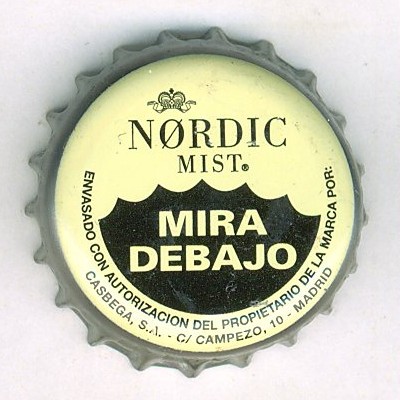 NØRDIC
MIST®
MIRA
DEBAJO
ENVASADO CON AUTORIZACION DEL PROPIETARIO DE LA MARCA POR:
CASBEGA, S.A. - C/ CAMPEZO, 10 - MADRID